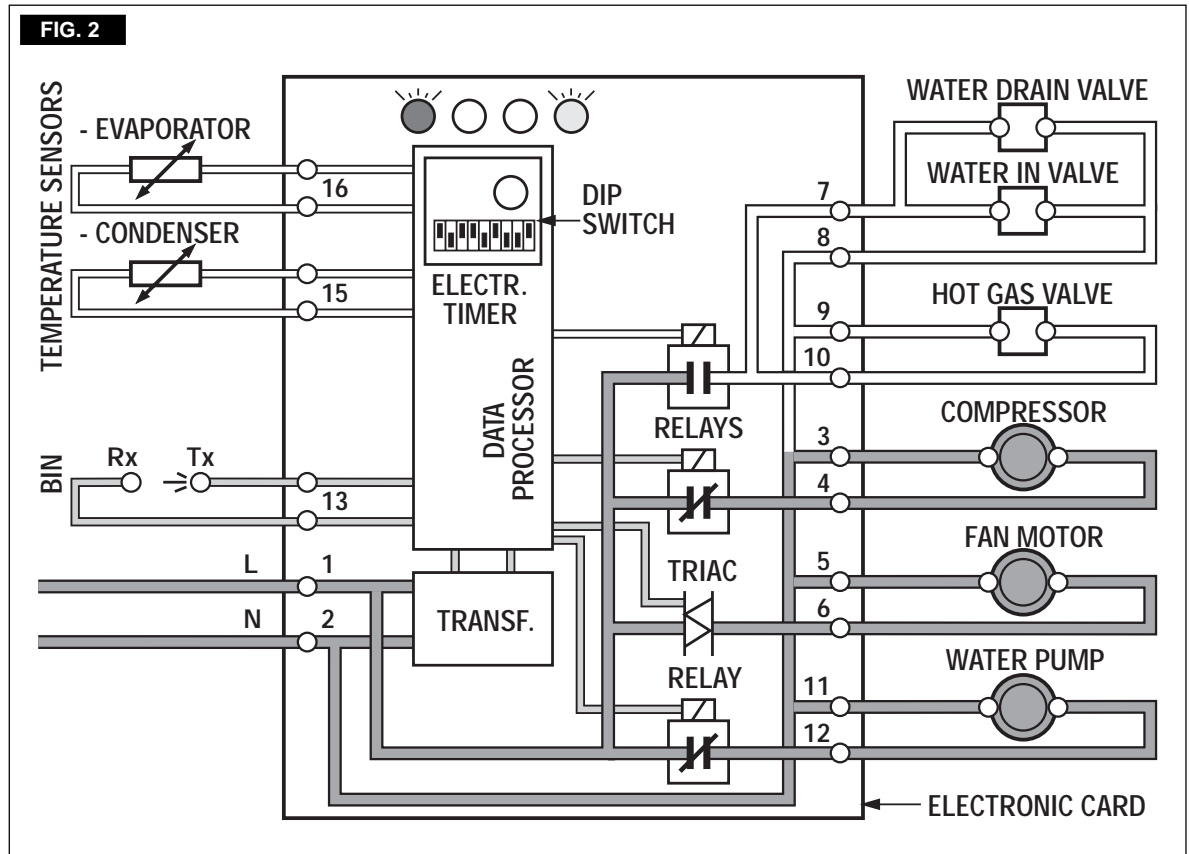 FIG. 2
TEMPERATURE SENSORS
- EVAPORATOR
16
- CONDENSER
15
BIN
Rx
Tx
13
L
1
N
2
DIP
SWITCH
ELECTR.
TIMER
DATA
PROCESSOR
TRANSF.
RELAYS
TRIAC
RELAY
7
8
9
10
3
4
5
6
11
12
WATER DRAIN VALVE
WATER IN VALVE
HOT GAS VALVE
COMPRESSOR
FAN MOTOR
WATER PUMP
ELECTRONIC CARD